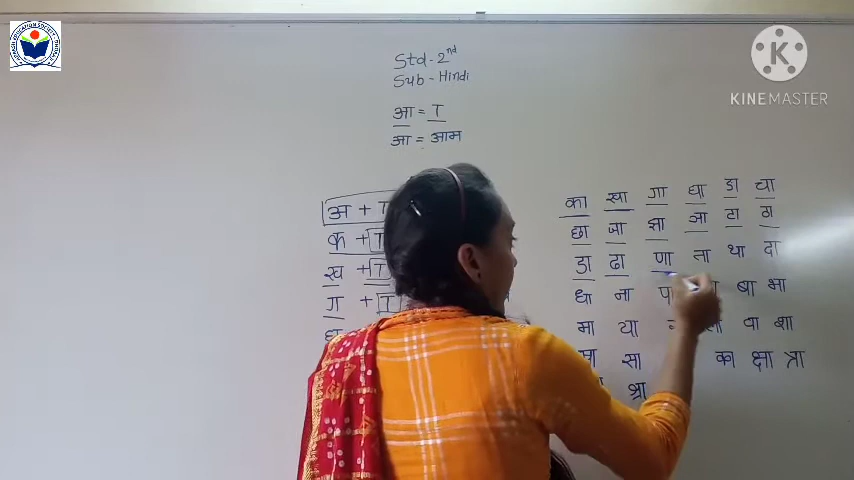 KINEMASTER
Std - 2nd
Sub - Hindi
आ = ा
आ = आम
अ + ा
क + ा
ख + ा
ग + ा
घ
का खा गा घा ङा चा
छा जा झा ञा टा ठा
डा ढा णा ता था दा
धा ना बा भा
मा या वा शा
सा का क्षा त्रा
श्रा